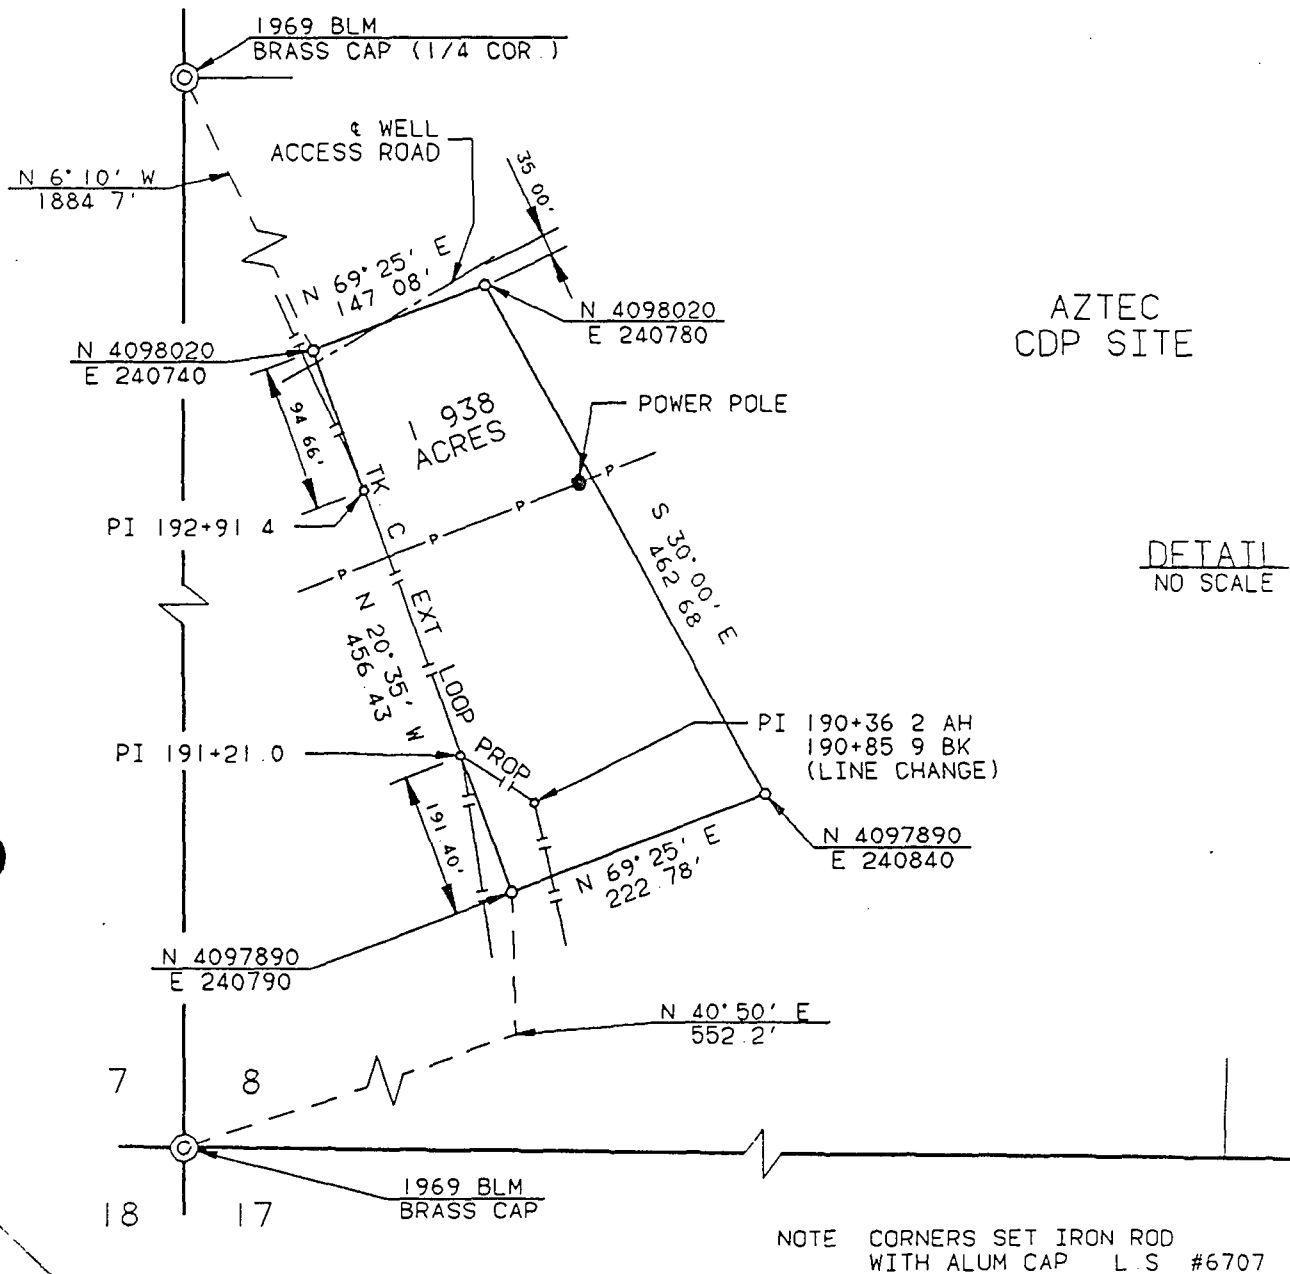 1969 BLM
BRASS CAP (1/4 COR.)
℄ WELL
ACCESS ROAD
35 00'
N 6°10' W
1884 7'
N 69°25' E
147 08'
N 4098020
E 240780
AZTEC
CDP SITE
N 4098020
E 240740
94 66'
1 938
ACRES
POWER POLE
PI 192+91 4
TK. C EXT LOOP PROP
P P P P
S 30°00' E
462 68
DETAIL
NO SCALE
N 20°35' W
456.43
PI 191+21.0
PI 190+36 2 AH
190+85 9 BK
(LINE CHANGE)
191.40'
N 69°25' E
222.78'
N 4097890
E 240840
N 4097890
E 240790
N 40°50' E
552.2'
7 8
1969 BLM
BRASS CAP
18 17
NOTE CORNERS SET IRON ROD
WITH ALUM CAP L.S #6707